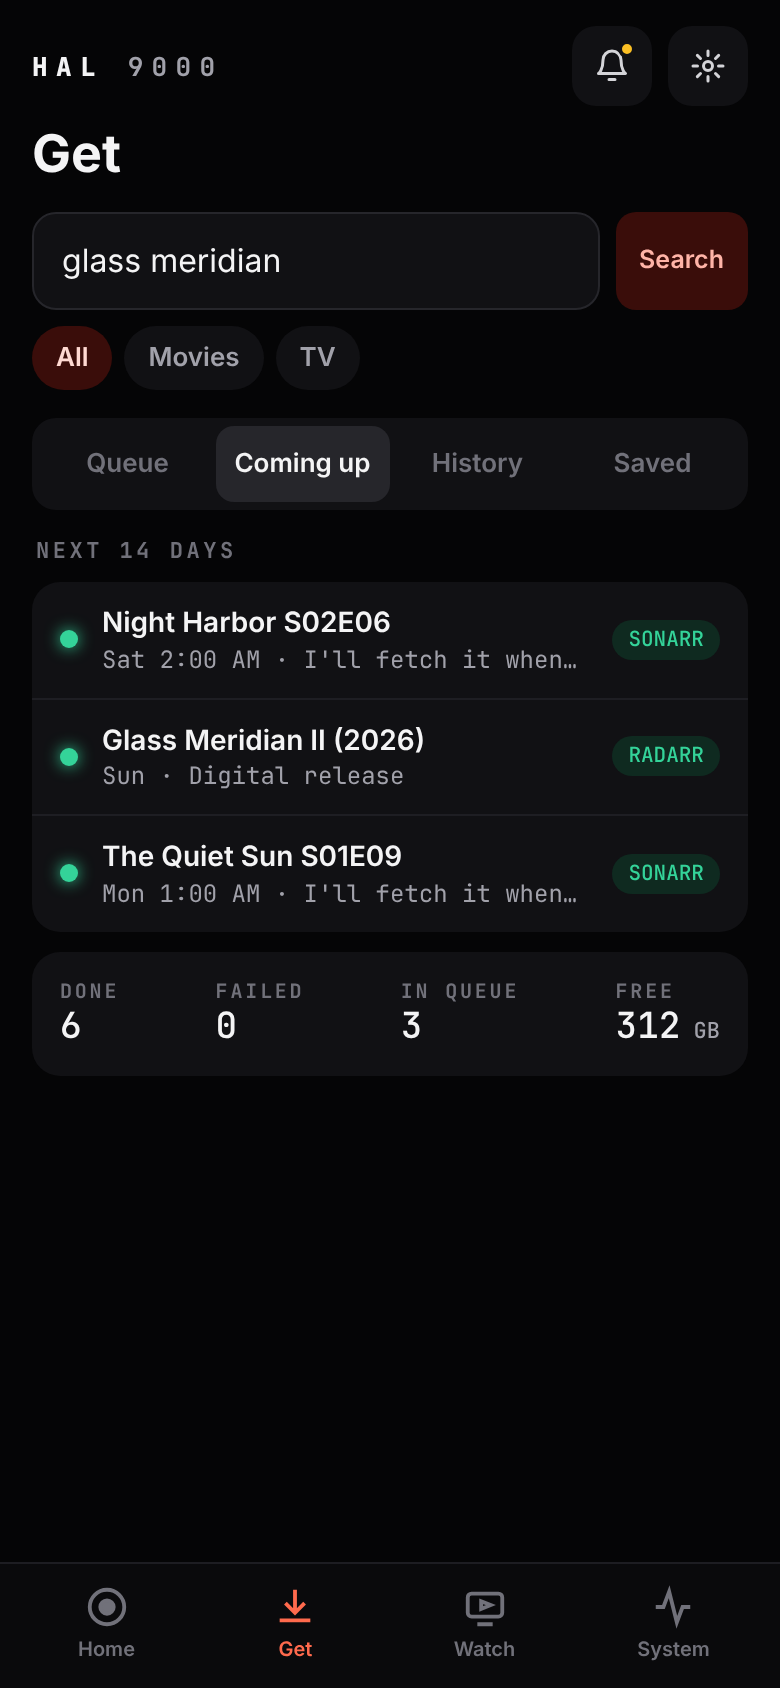 HAL 9000
Get
glass meridian
Search
All
Movies
TV
Queue
Coming up
History
Saved
NEXT 14 DAYS
Night Harbor S02E06
Sat 2:00 AM · I'll fetch it when…
SONARR
Glass Meridian II (2026)
Sun · Digital release
RADARR
The Quiet Sun S01E09
Mon 1:00 AM · I'll fetch it when…
SONARR
DONE
6
FAILED
0
IN QUEUE
3
FREE
312 GB
Home
Get
Watch
System